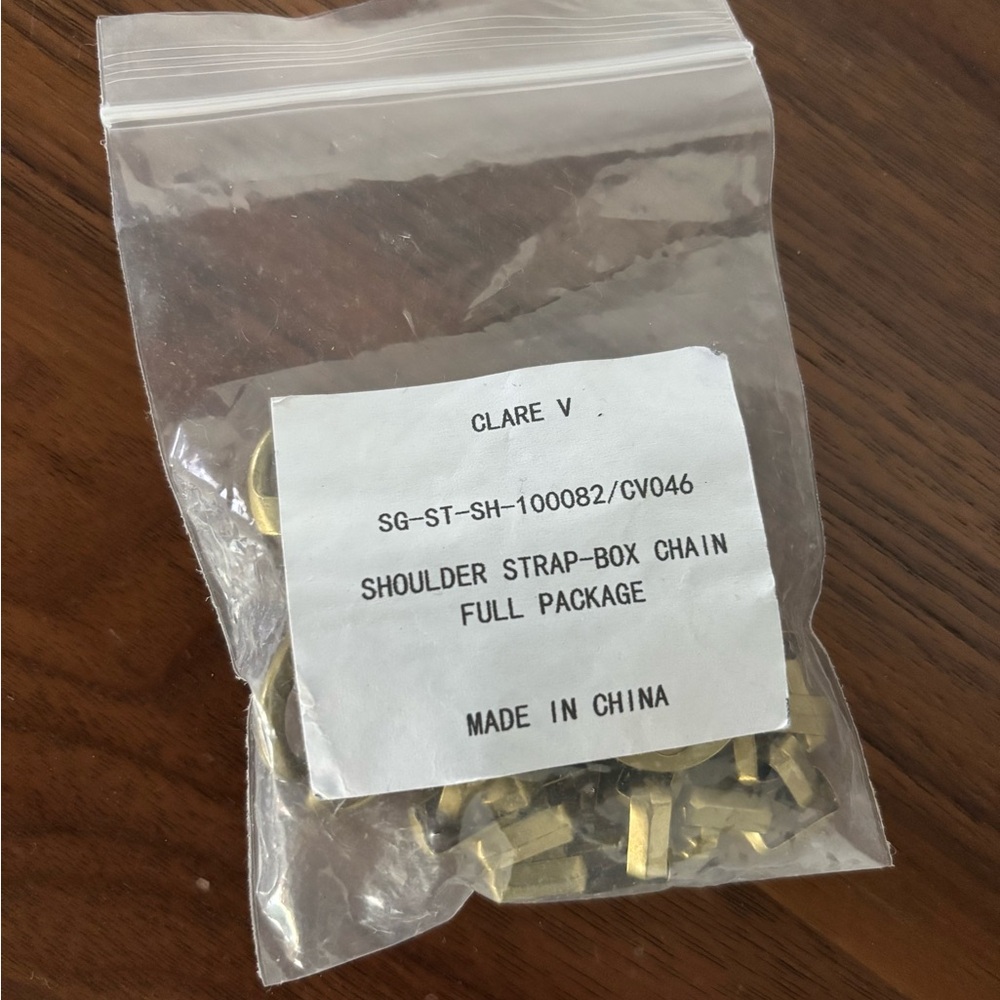 CLARE V.
SG-ST-SH-100082/CV046
SHOULDER STRAP-BOX CHAIN
FULL PACKAGE
MADE IN CHINA